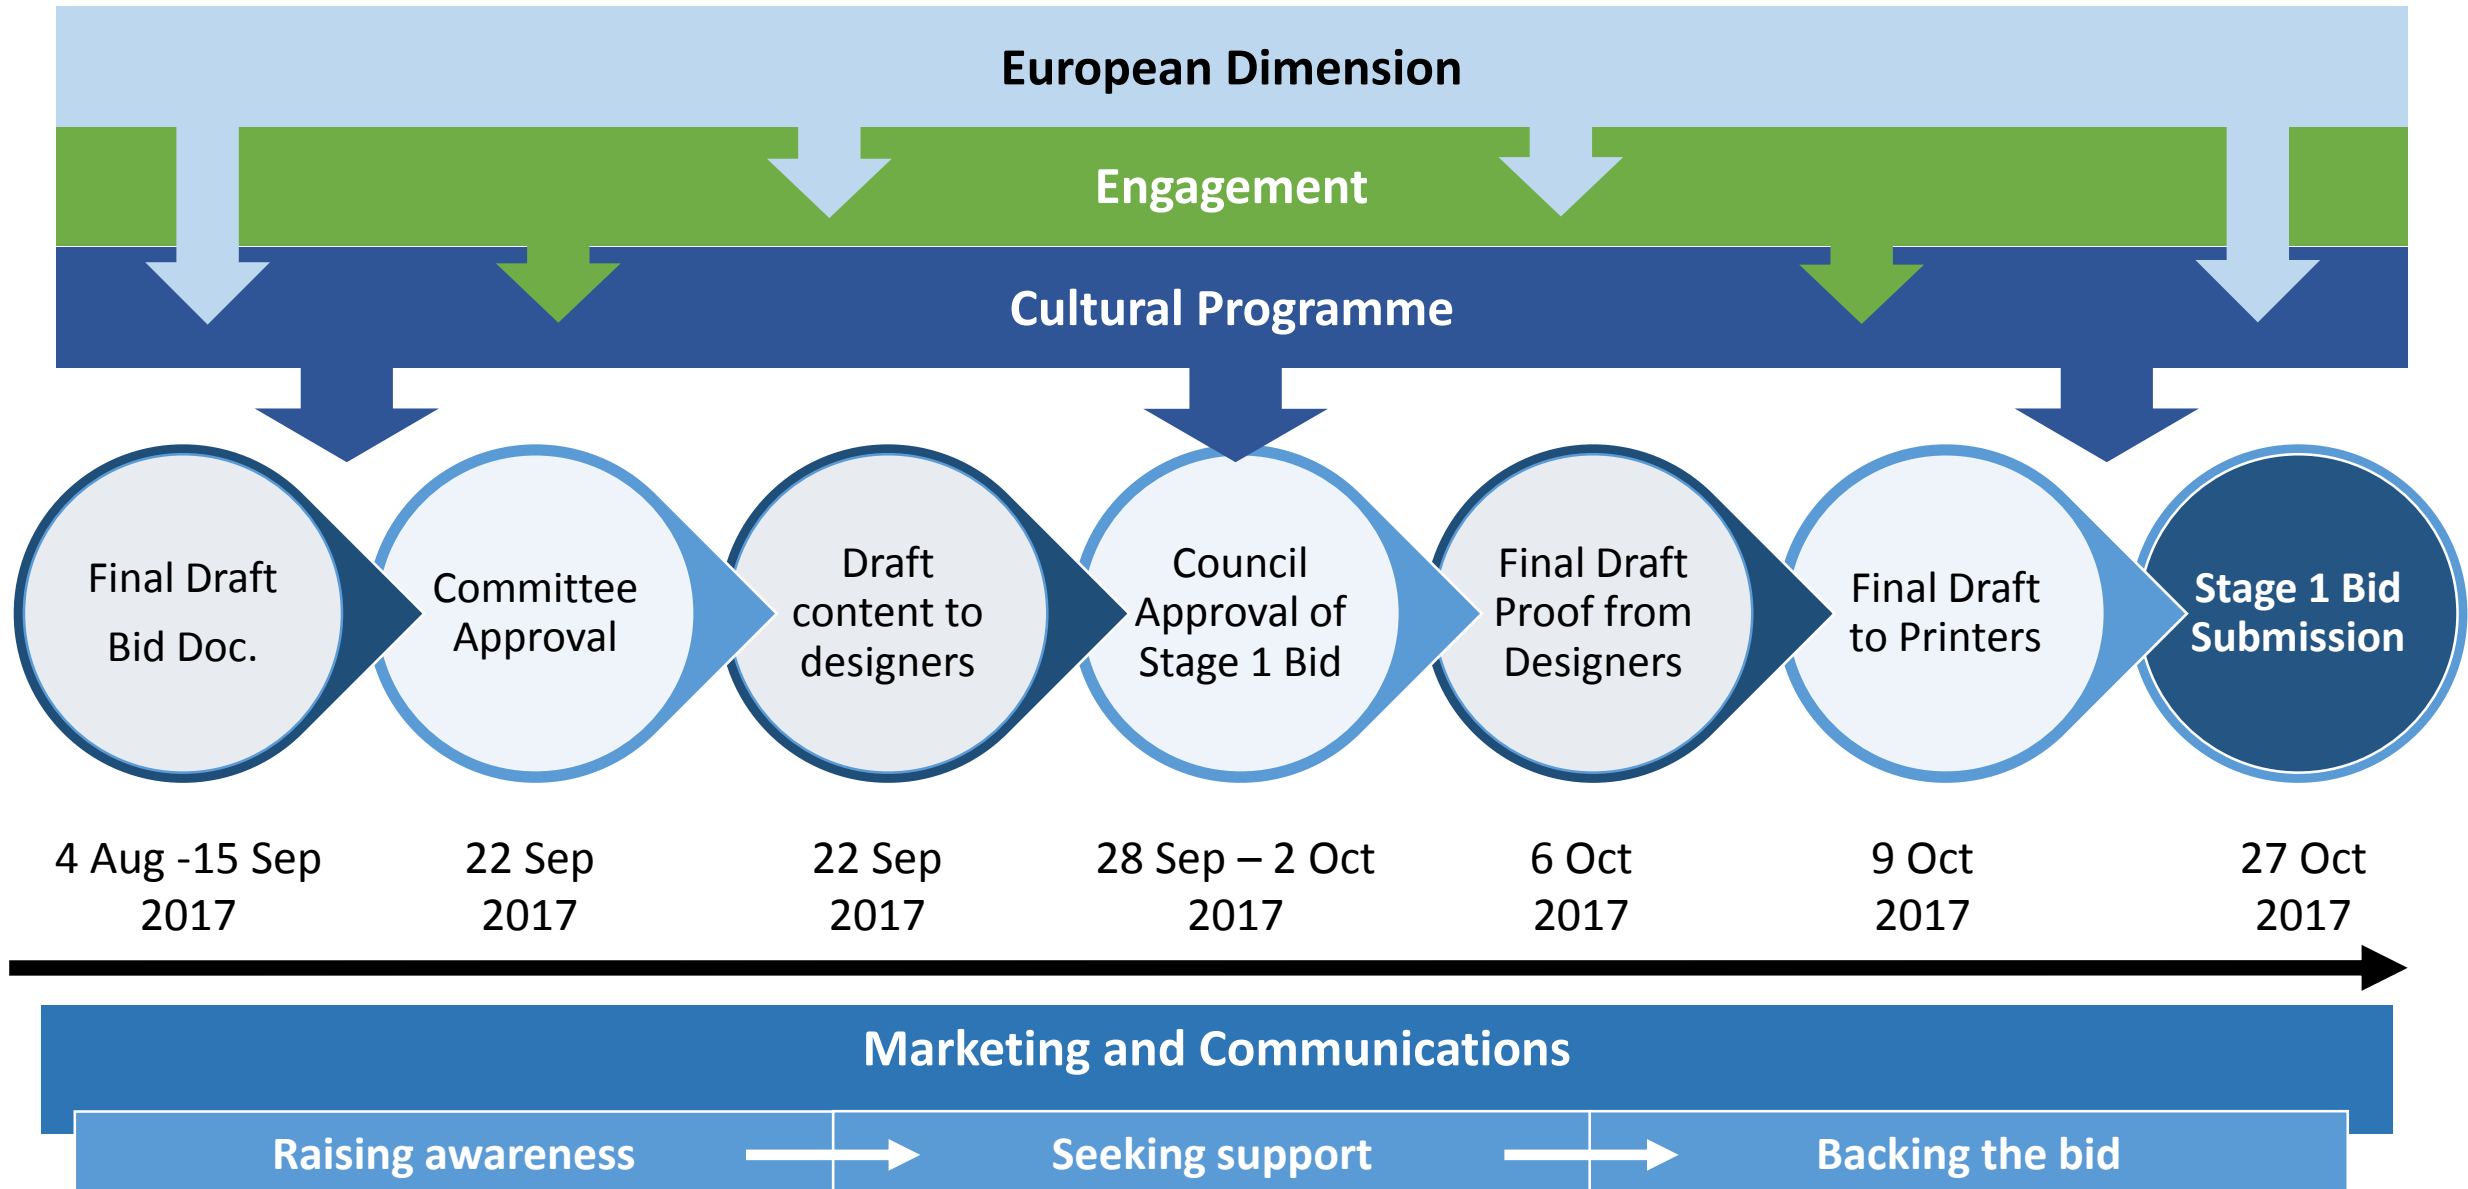 European Dimension
Engagement
Cultural Programme
Final Draft
Bid Doc.
Committee
Approval
Draft
content to
designers
Council
Approval of
Stage 1 Bid
Final Draft
Proof from
Designers
Final Draft
to Printers
Stage 1 Bid
Submission
4 Aug -15 Sep
2017
22 Sep
2017
22 Sep
2017
28 Sep – 2 Oct
2017
6 Oct
2017
9 Oct
2017
27 Oct
2017
Marketing and Communications
Raising awareness
Seeking support
Backing the bid